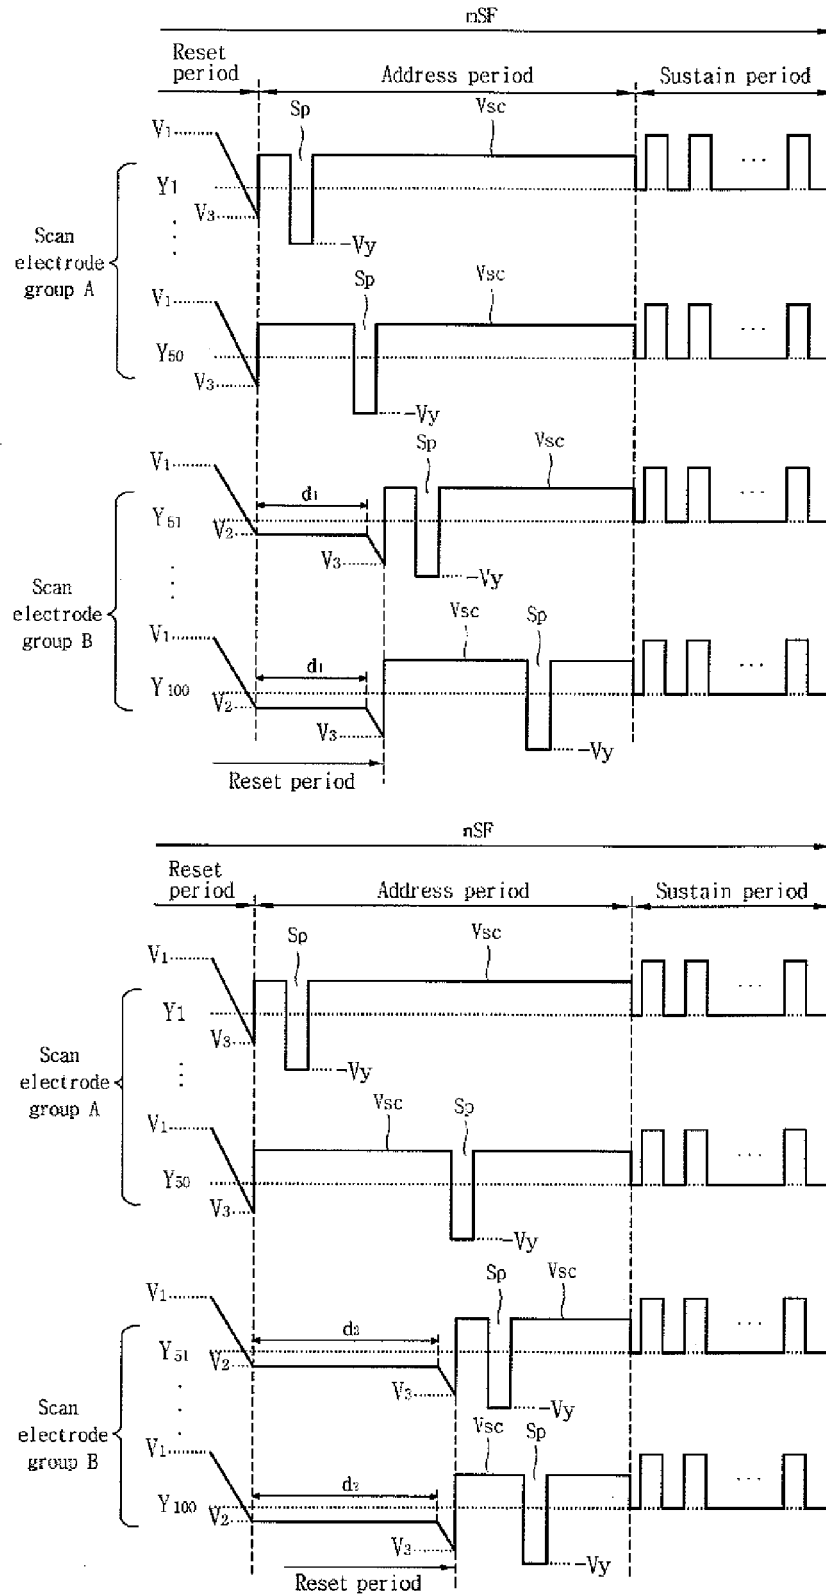 mSF
Reset
period
Address period
Sustain period
Sp
Vsc
V1
Y1
V3
-Vy
Scan
electrode
group A
Sp
Vsc
V1
Y50
V3
-Vy
Sp
Vsc
V1
d1
Y51
V2
V3
-Vy
Scan
electrode
group B
Vsc
Sp
V1
d1
Y100
V2
V3
-Vy
Reset period
nSF
Reset
period
Address period
Sustain period
Sp
Vsc
V1
Y1
V3
-Vy
Scan
electrode
group A
Vsc
Sp
V1
Y50
V3
-Vy
Sp
Vsc
V1
d2
Y51
V2
V3
-Vy
Scan
electrode
group B
Vsc
Sp
V1
d2
Y100
V2
V3
-Vy
Reset period